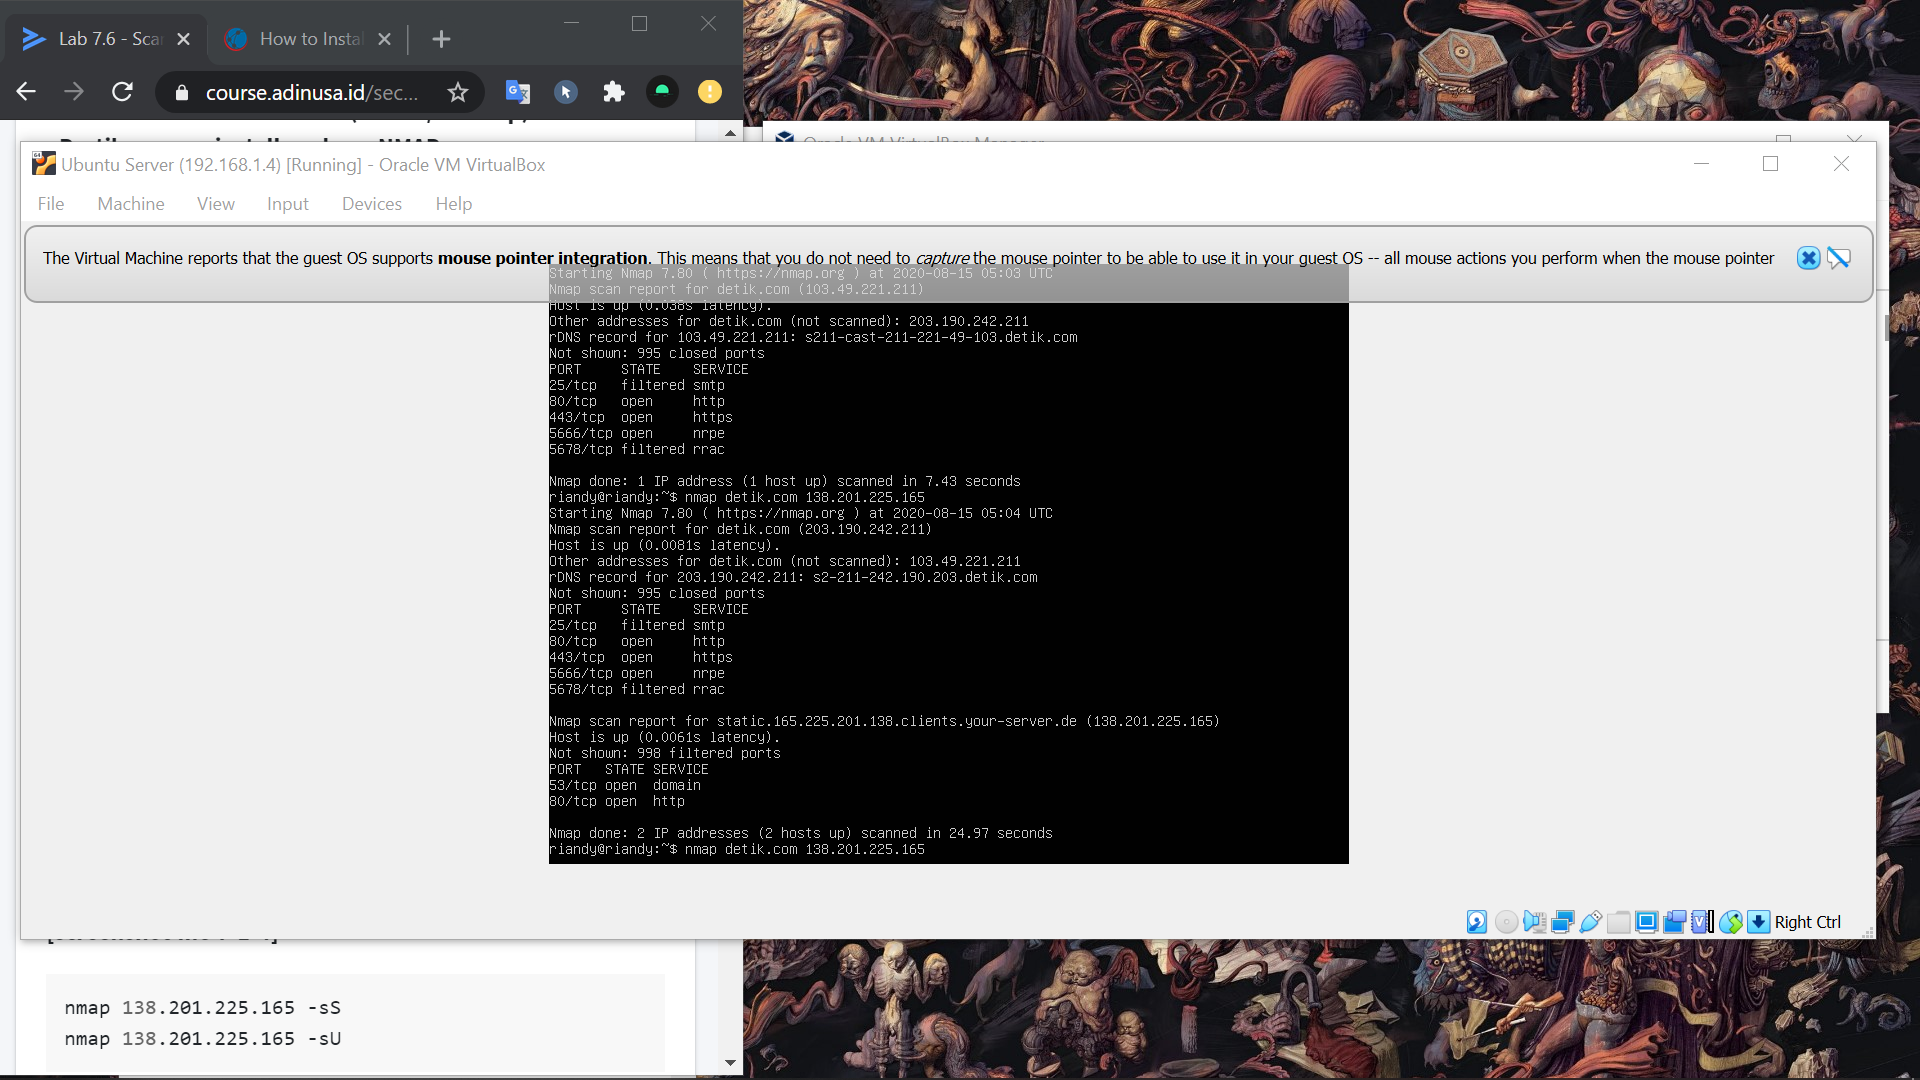 Lab 7.6 - Sca
How to Instal
course.adinusa.id/sec...
Oracle VM VirtualBox Manager
Ubuntu Server (192.168.1.4) [Running] - Oracle VM VirtualBox
File Machine View Input Devices Help
The Virtual Machine reports that the guest OS supports mouse pointer integration. This means that you do not need to capture the mouse pointer to be able to use it in your guest OS -- all mouse actions you perform when the mouse pointer
Starting Nmap 7.80 ( https://nmap.org ) at 2020-08-15 05:03 UTC
Nmap scan report for detik.com (103.49.221.211)
Host is up (0.038s latency).
Other addresses for detik.com (not scanned): 203.190.242.211
rDNS record for 103.49.221.211: s211-cast-211-221-49-103.detik.com
Not shown: 995 closed ports
PORT     STATE    SERVICE
25/tcp   filtered smtp
80/tcp   open     http
443/tcp  open     https
5666/tcp open     nrpe
5678/tcp filtered rrac
Nmap done: 1 IP address (1 host up) scanned in 7.43 seconds
riandy@riandy:~$ nmap detik.com 138.201.225.165
Starting Nmap 7.80 ( https://nmap.org ) at 2020-08-15 05:04 UTC
Nmap scan report for detik.com (203.190.242.211)
Host is up (0.0081s latency).
Other addresses for detik.com (not scanned): 103.49.221.211
rDNS record for 203.190.242.211: s2-211-242.190.203.detik.com
Not shown: 995 closed ports
PORT     STATE    SERVICE
25/tcp   filtered smtp
80/tcp   open     http
443/tcp  open     https
5666/tcp open     nrpe
5678/tcp filtered rrac
Nmap scan report for static.165.225.201.138.clients.your-server.de (138.201.225.165)
Host is up (0.0061s latency).
Not shown: 998 filtered ports
PORT   STATE SERVICE
53/tcp open  domain
80/tcp open  http
Nmap done: 2 IP addresses (2 hosts up) scanned in 24.97 seconds
riandy@riandy:~$ nmap detik.com 138.201.225.165
Right Ctrl
nmap 138.201.225.165 -sS
nmap 138.201.225.165 -sU